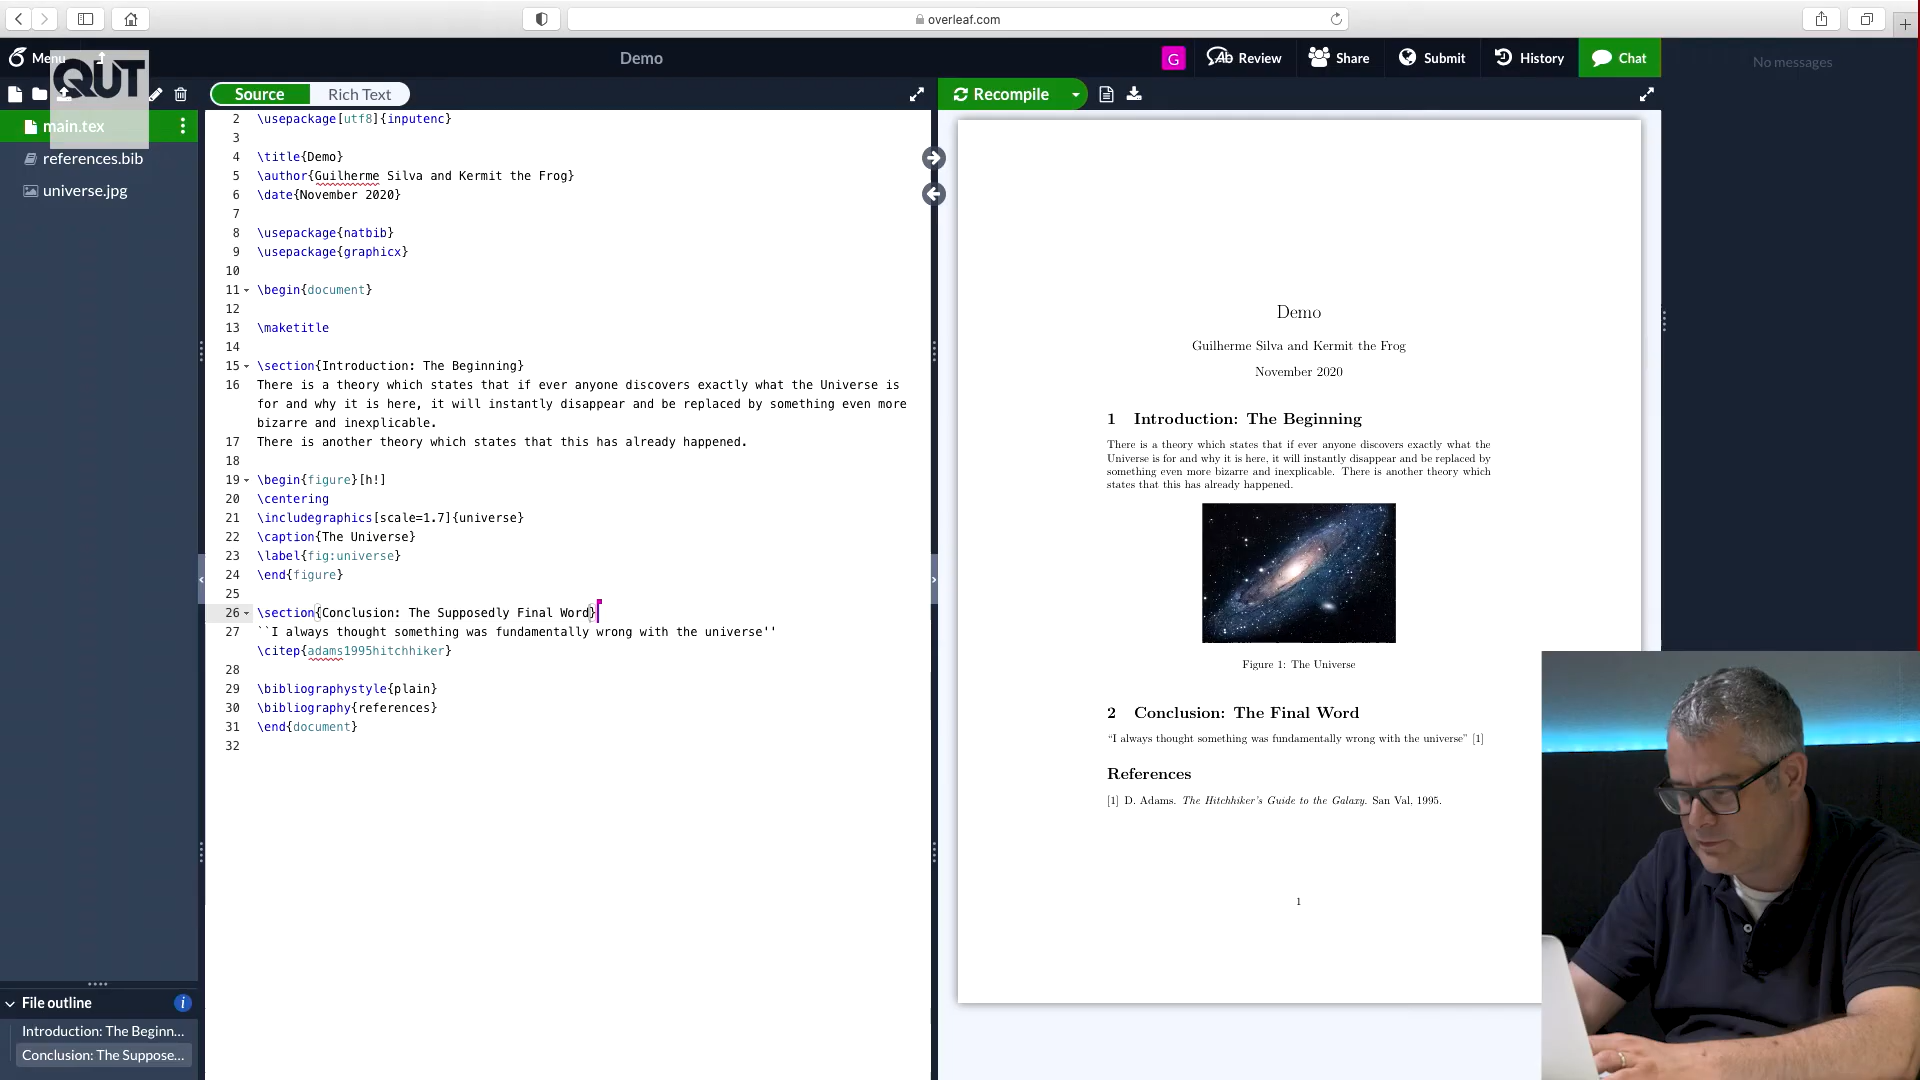 overleaf.com
Menu
Demo
G
Review
Share
Submit
History
Chat
No messages
QUT
Source
Rich Text
Recompile
main.tex
references.bib
universe.jpg
2 \usepackage[utf8]{inputenc}
3
4 \title{Demo}
5 \author{Guilherme Silva and Kermit the Frog}
6 \date{November 2020}
7
8 \usepackage{natbib}
9 \usepackage{graphicx}
10
11 \begin{document}
12
13 \maketitle
14
15 \section{Introduction: The Beginning}
16 There is a theory which states that if ever anyone discovers exactly what the Universe is
for and why it is here, it will instantly disappear and be replaced by something even more
bizarre and inexplicable.
17 There is another theory which states that this has already happened.
18
19 \begin{figure}[h!]
20 \centering
21 \includegraphics[scale=1.7]{universe}
22 \caption{The Universe}
23 \label{fig:universe}
24 \end{figure}
25
26 \section{Conclusion: The Supposedly Final Word}
27 ``I always thought something was fundamentally wrong with the universe''
\citep{adams1995hitchhiker}
28
29 \bibliographystyle{plain}
30 \bibliography{references}
31 \end{document}
32
File outline
Introduction: The Beginn...
Conclusion: The Suppose...
Demo
Guilherme Silva and Kermit the Frog
November 2020
1 Introduction: The Beginning
There is a theory which states that if ever anyone discovers exactly what the
Universe is for and why it is here, it will instantly disappear and be replaced by
something even more bizarre and inexplicable. There is another theory which
states that this has already happened.
Figure 1: The Universe
2 Conclusion: The Final Word
“I always thought something was fundamentally wrong with the universe” [1]
References
[1] D. Adams. The Hitchhiker's Guide to the Galaxy. San Val, 1995.
1